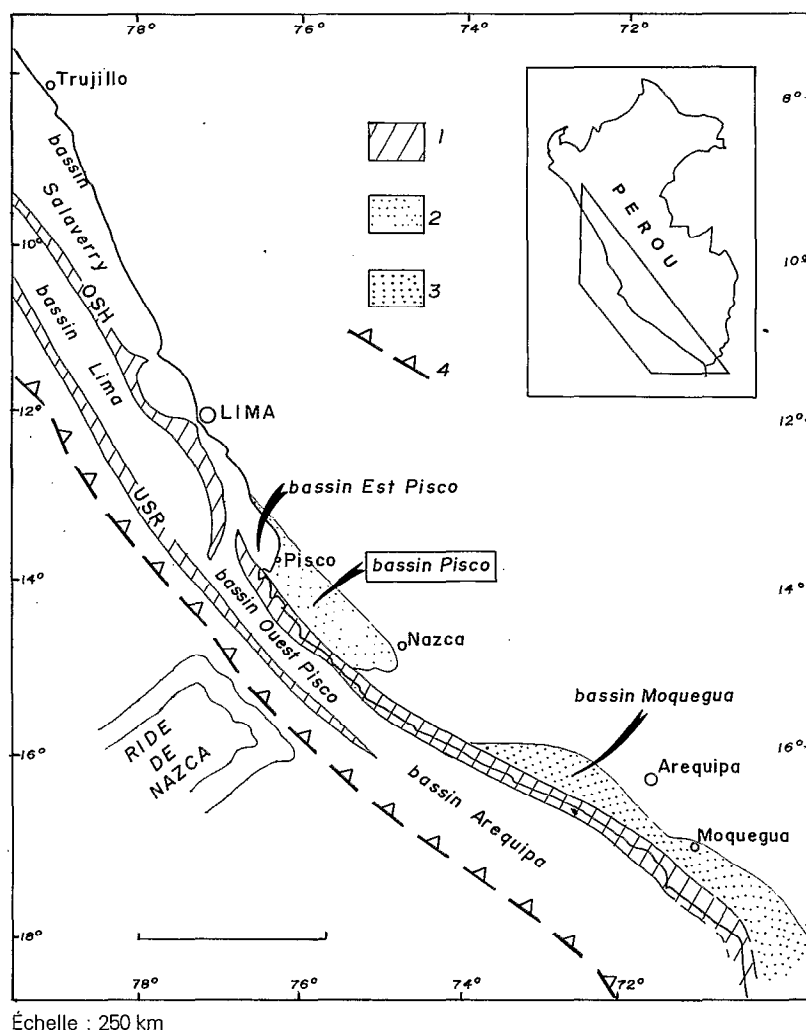 78° 76° 74° 72°
Trujillo
8°
bassin Salaverry
1
2
3
4
PEROU
10° 10°
OSH
bassin Lima
12°
LIMA
12°
USR
bassin Est Pisco
Pisco
bassin Pisco
14° 14°
bassin Ouest Pisco
Nazca
RIDE
DE
NAZCA
bassin Moquegua
16° 16°
Arequipa
bassin Arequipa
Moquegua
18°
78° 76° 74° 72°
Échelle : 250 km